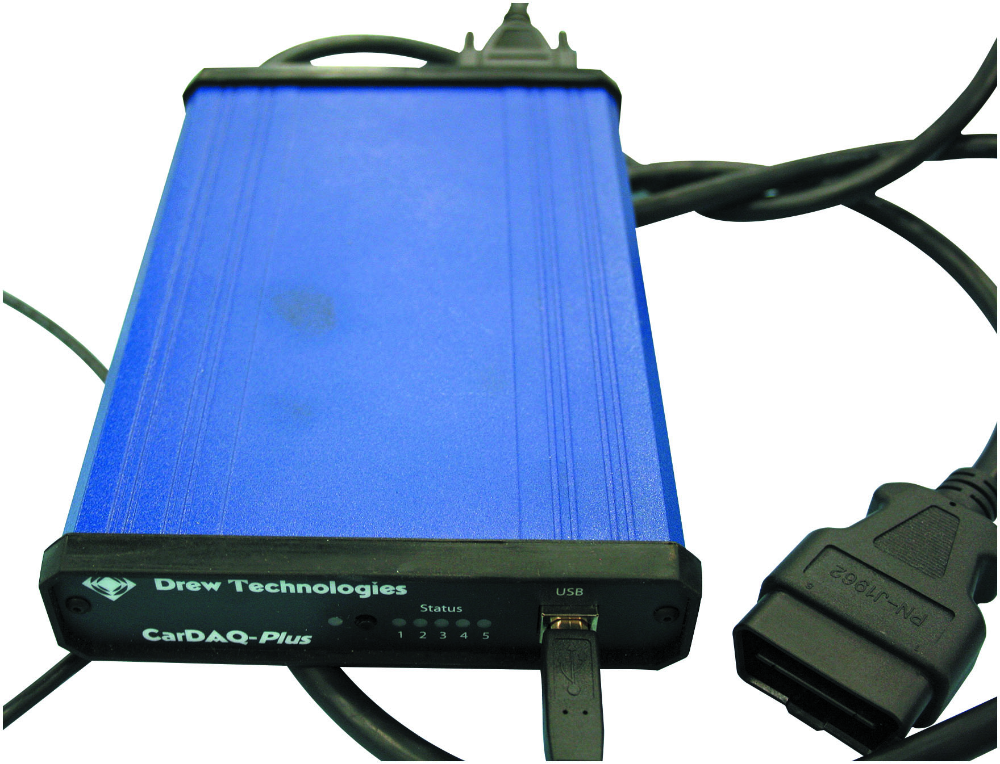 Drew Technologies
USB
Status
CarDAQ-Plus
1 2 3 4 5
PN-J1962